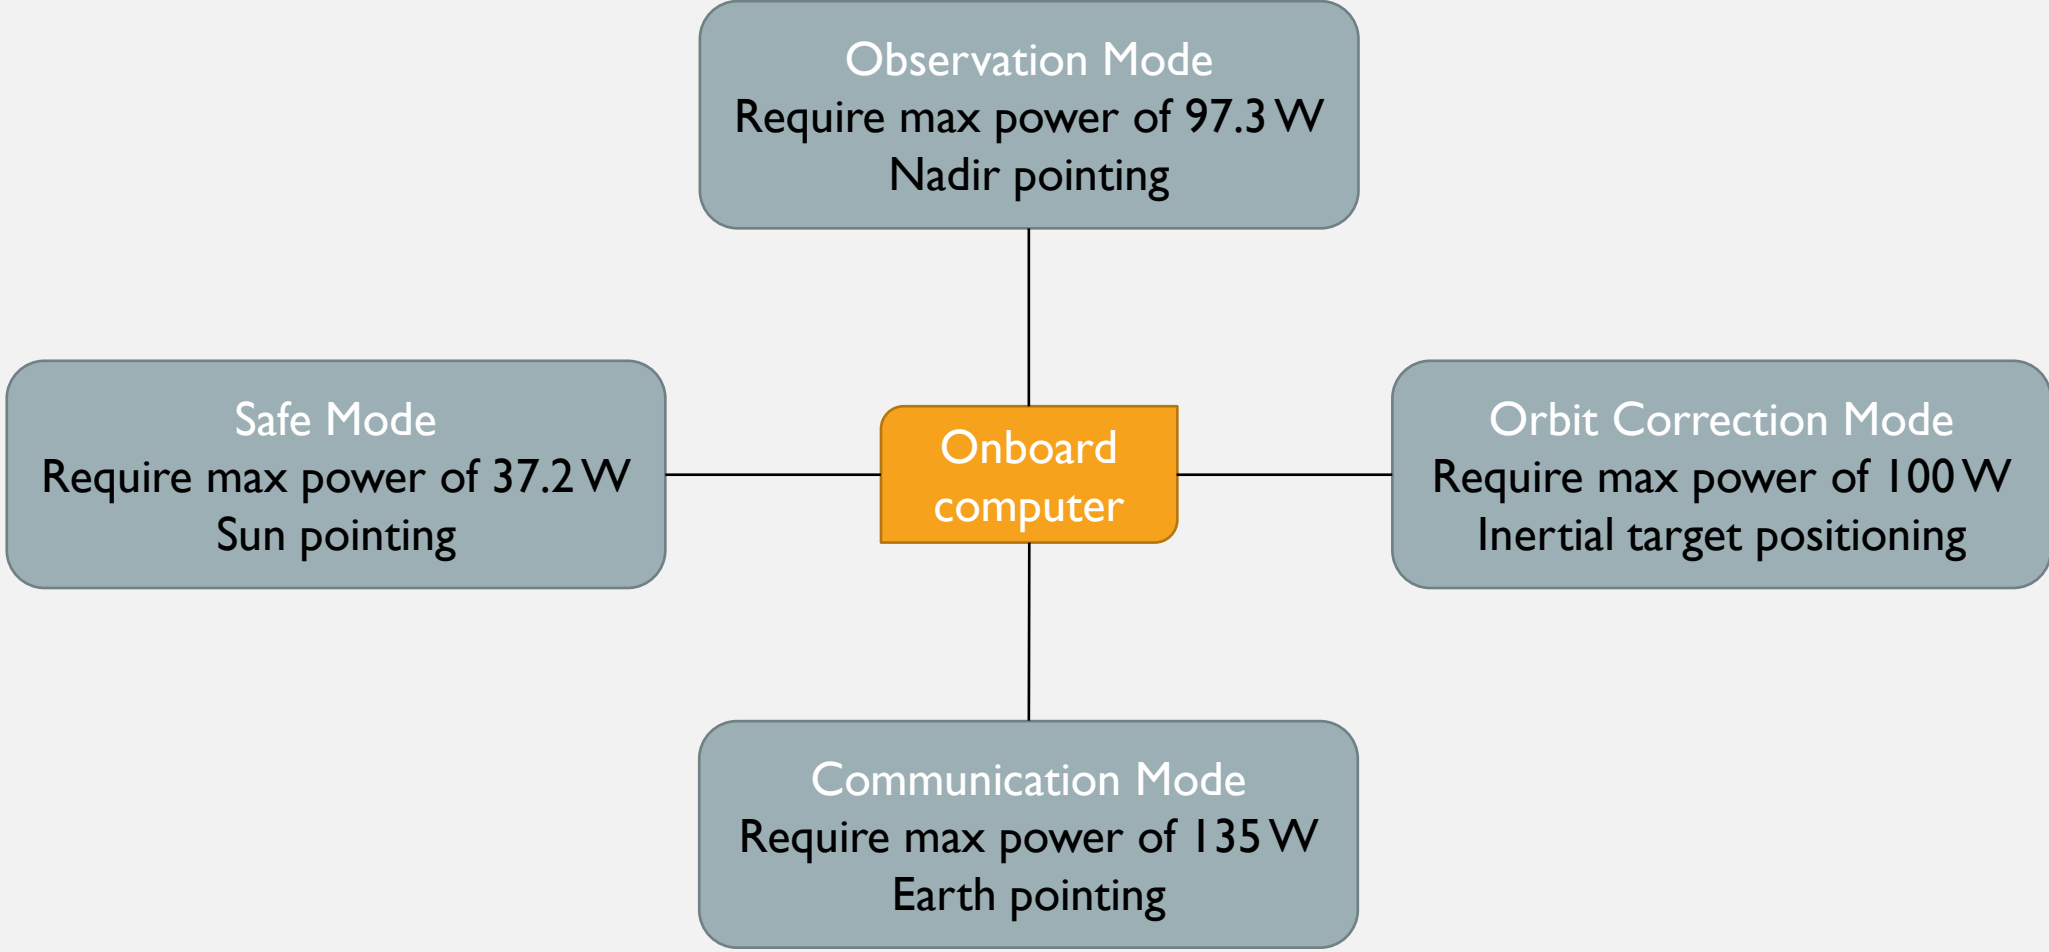 Observation Mode
Require max power of 97.3 W
Nadir pointing
Safe Mode
Require max power of 37.2 W
Sun pointing
Onboard
computer
Orbit Correction Mode
Require max power of 100 W
Inertial target positioning
Communication Mode
Require max power of 135 W
Earth pointing